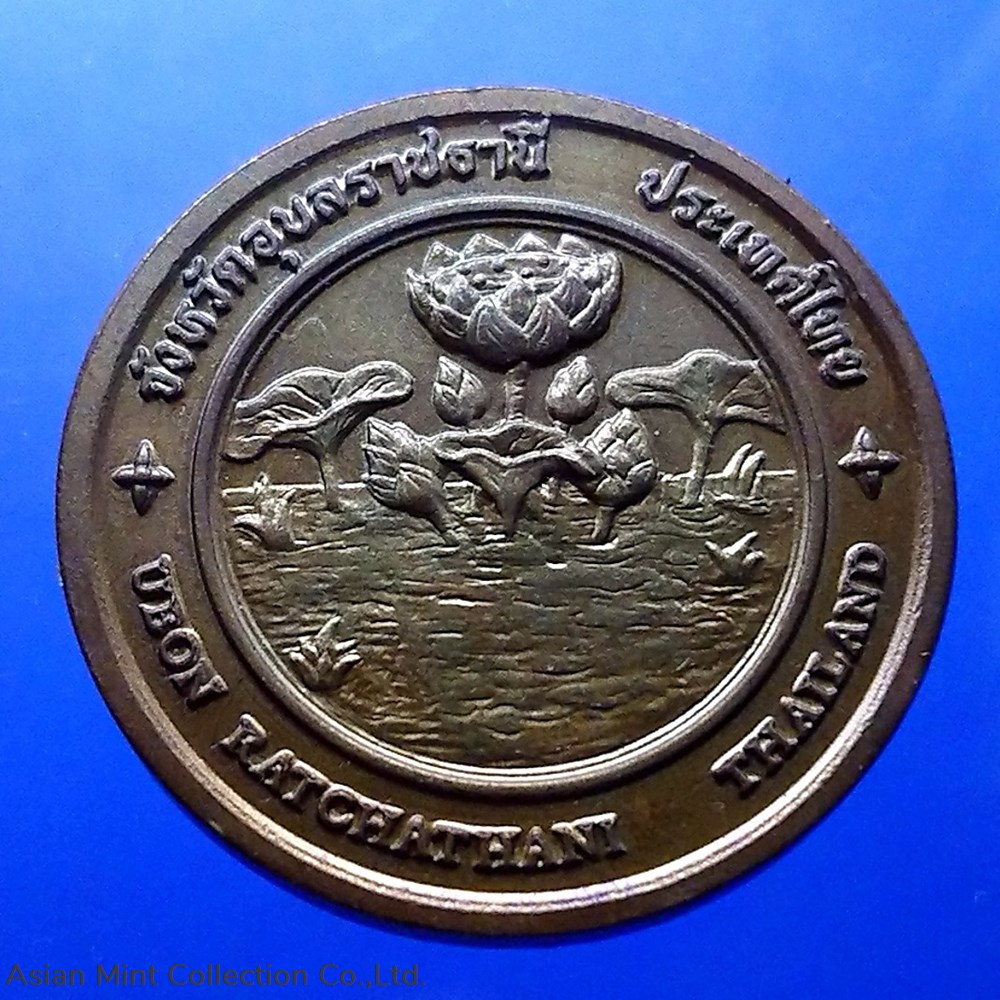 จังหวัดอุบลราชธานี ประเทศไทย
UBON RATCHATHANI THAILAND
Asian Mint Collection Co.,Ltd.